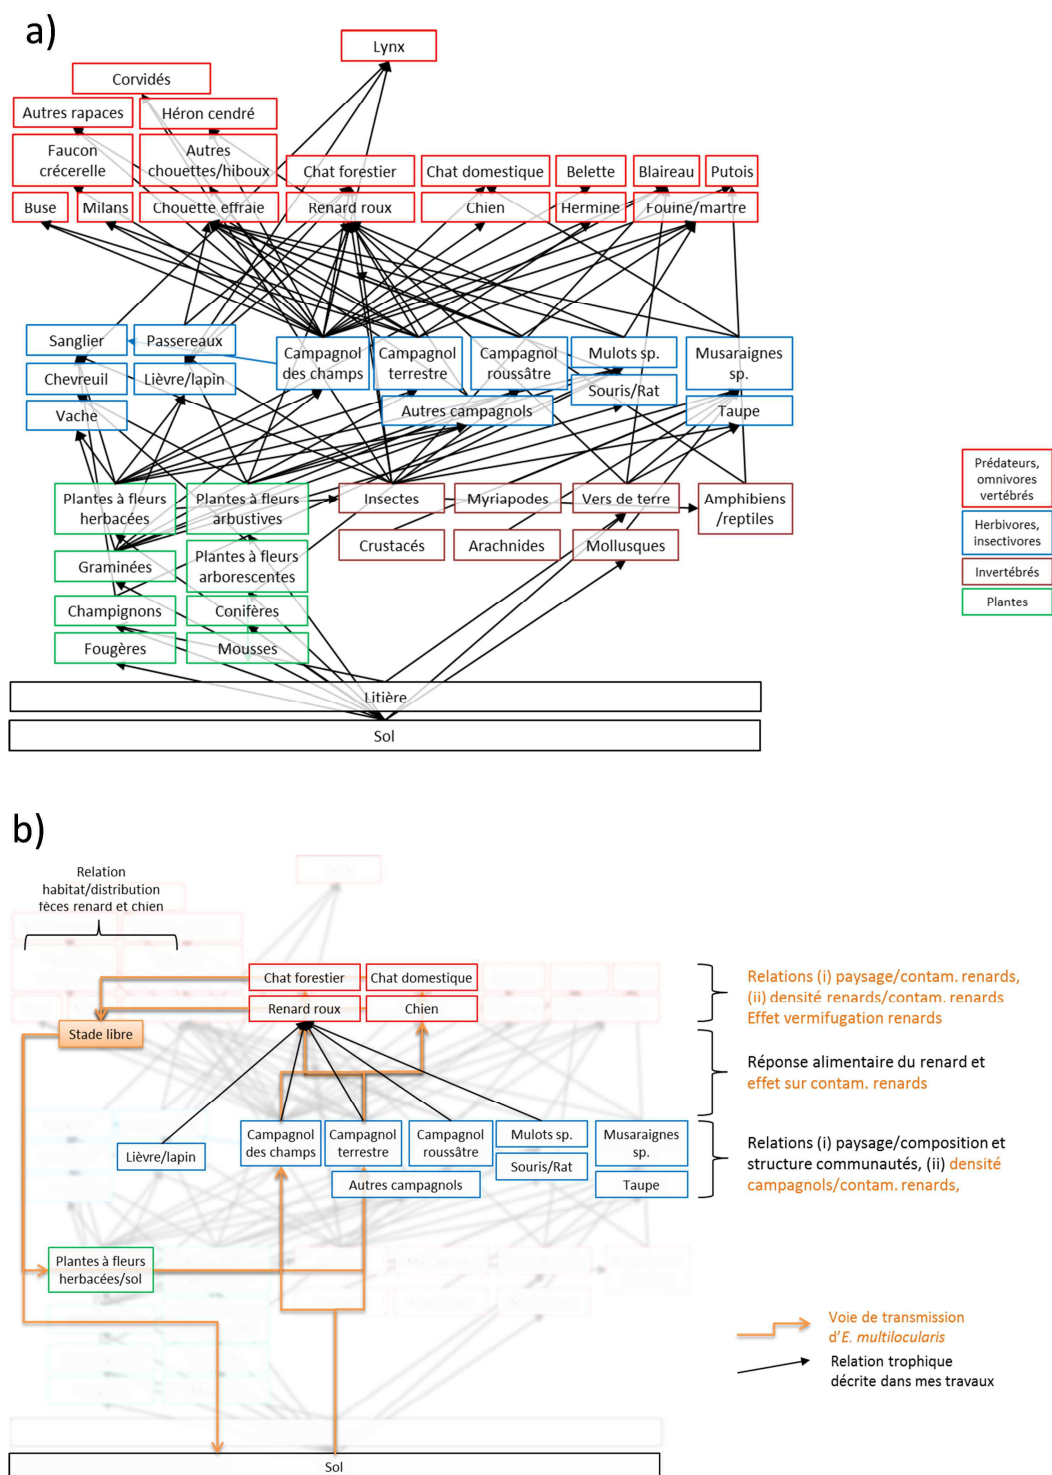 a)
Lynx
Corvidés
Autres rapaces
Héron cendré
Faucon
crécerelle
Autres
chouettes/hiboux
Chat forestier
Chat domestique
Belette
Blaireau
Putois
Buse
Milans
Chouette effraie
Renard roux
Chien
Hermine
Fouine/martre
Sanglier
Passereaux
Campagnol
des champs
Campagnol
terrestre
Campagnol
roussâtre
Mulots sp.
Musaraignes
sp.
Chevreuil
Lièvre/lapin
Souris/Rat
Vache
Autres campagnols
Taupe
Plantes à fleurs
herbacées
Plantes à fleurs
arbustives
Insectes
Myriapodes
Vers de terre
Amphibiens
/reptiles
Crustacés
Arachnides
Mollusques
Graminées
Plantes à fleurs
arborescentes
Champignons
Conifères
Fougères
Mousses
Litière
Sol
Prédateurs,
omnivores
vertébrés
Herbivores,
insectivores
Invertébrés
Plantes
b)
Relation
habitat/distribution
fèces renard et chien
Chat forestier
Chat domestique
Renard roux
Chien
Stade libre
Relations (i) paysage/contam. renards,
(ii) densité renards/contam. renards
Effet vermifugation renards
Réponse alimentaire du renard et
effet sur contam. renards
Lièvre/lapin
Campagnol
des champs
Campagnol
terrestre
Campagnol
roussâtre
Mulots sp.
Souris/Rat
Musaraignes
sp.
Autres campagnols
Taupe
Relations (i) paysage/composition et
structure communautés, (ii) densité
campagnols/contam. renards,
Plantes à fleurs
herbacées/sol
Voie de transmission
d'E. multilocularis
Relation trophique
décrite dans mes travaux
Sol